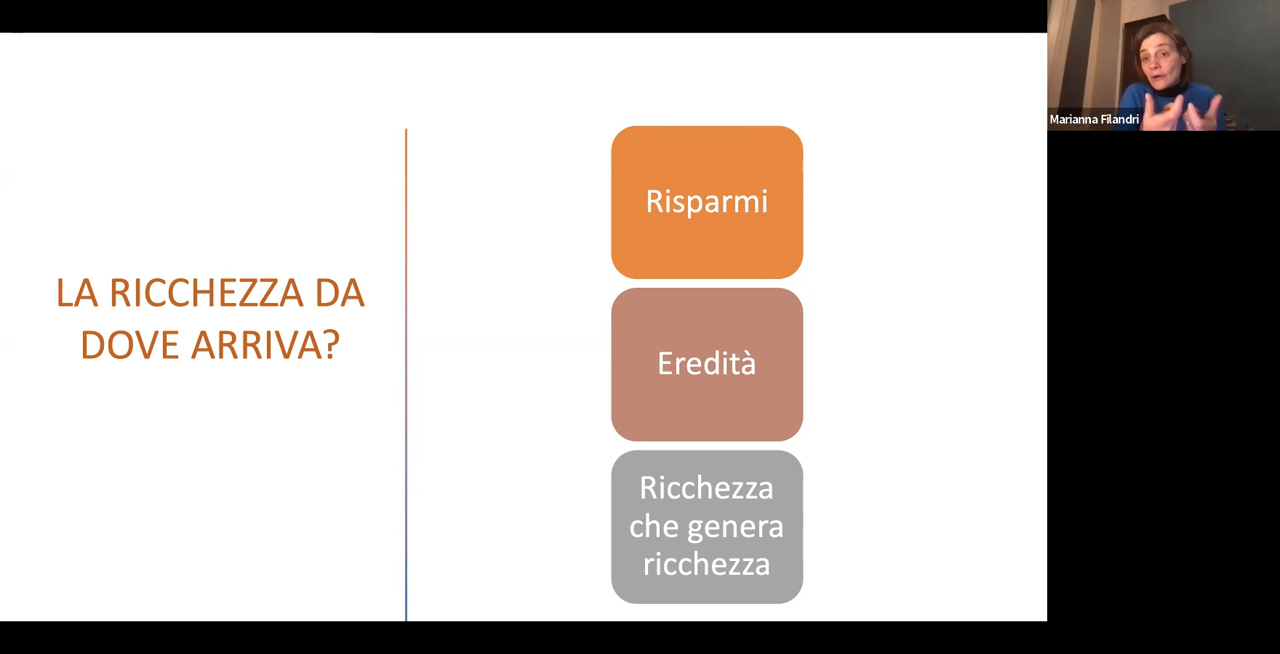 LA RICCHEZZA DA
DOVE ARRIVA?
Risparmi
Eredità
Ricchezza
che genera
ricchezza
Marianna Filandri